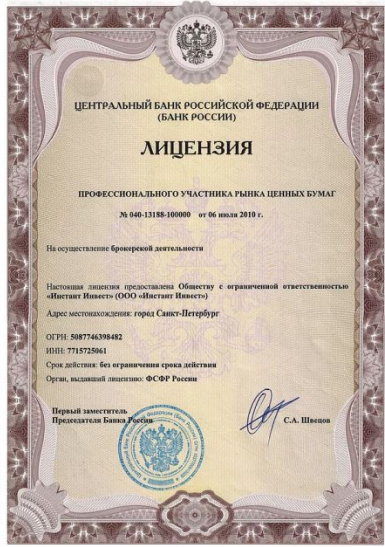 ЦЕНТРАЛЬНЫЙ БАНК РОССИЙСКОЙ ФЕДЕРАЦИИ
(БАНК РОССИИ)
ЛИЦЕНЗИЯ
ПРОФЕССИОНАЛЬНОГО УЧАСТНИКА РЫНКА ЦЕННЫХ БУМАГ
№ 040-13188-100000 от 06 июля 2010 г.
На осуществление брокерской деятельности
Настоящая лицензия предоставлена Обществу с ограниченной ответственностью
«Инстант Инвест» (ООО «Инстант Инвест»)
Адрес местонахождения: город Санкт-Петербург
ОГРН: 5087746398482
ИНН: 7715725061
Срок действия: без ограничения срока действия
Орган, выдавший лицензию: ФСФР России
Первый заместитель
Председателя Банка России
С.А. Швецов